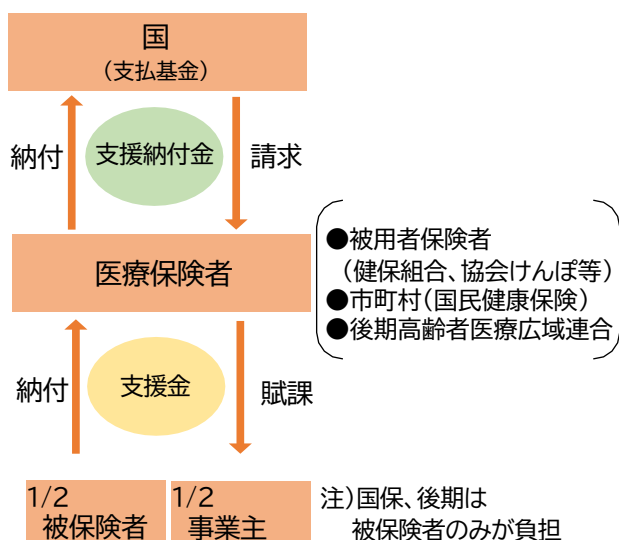 国
（支払基金）
納付
支援納付金
請求
医療保険者
●被用者保険者
（健保組合、協会けんぽ等）
●市町村（国民健康保険）
●後期高齢者医療広域連合
納付
支援金
賦課
1/2
被保険者
1/2
事業主
注）国保、後期は
被保険者のみが負担